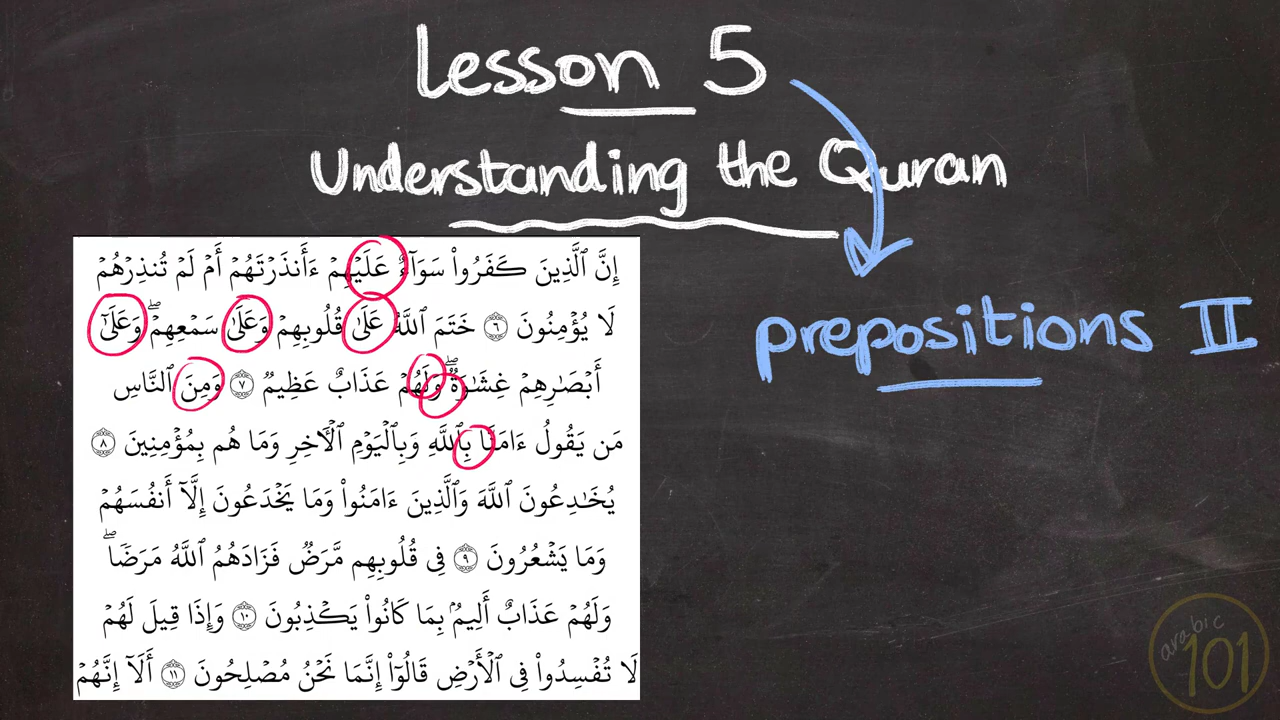 Lesson 5
Understanding the Quran
prepositions II
إِنَّ ٱلَّذِينَ كَفَرُوا۟ سَوَآءٌ عَلَيْهِمْ ءَأَنذَرْتَهُمْ أَمْ لَمْ تُنذِرْهُمْ
لَا يُؤْمِنُونَ ٦ خَتَمَ ٱللَّهُ عَلَىٰ قُلُوبِهِمْ وَعَلَىٰ سَمْعِهِمْ ۖ وَعَلَىٰٓ
أَبْصَـٰرِهِمْ غِشَـٰوَةٌ ۖ وَلَهُمْ عَذَابٌ عَظِيمٌ ٧ وَمِنَ ٱلنَّاسِ
مَن يَقُولُ ءَامَنَّا بِٱللَّهِ وَبِٱلْيَوْمِ ٱلْـَٔاخِرِ وَمَا هُم بِمُؤْمِنِينَ ٨
يُخَـٰدِعُونَ ٱللَّهَ وَٱلَّذِينَ ءَامَنُوا۟ وَمَا يَخْدَعُونَ إِلَّآ أَنفُسَهُمْ
وَمَا يَشْعُرُونَ ٩ فِى قُلُوبِهِم مَّرَضٌ فَزَادَهُمُ ٱللَّهُ مَرَضًا ۖ
وَلَهُمْ عَذَابٌ أَلِيمٌۢ بِمَا كَانُوا۟ يَكْذِبُونَ ١٠ وَإِذَا قِيلَ لَهُمْ
لَا تُفْسِدُوا۟ فِى ٱلْأَرْضِ قَالُوٓا۟ إِنَّمَا نَحْنُ مُصْلِحُونَ ١١ أَلَآ إِنَّهُمْ
arabic
101